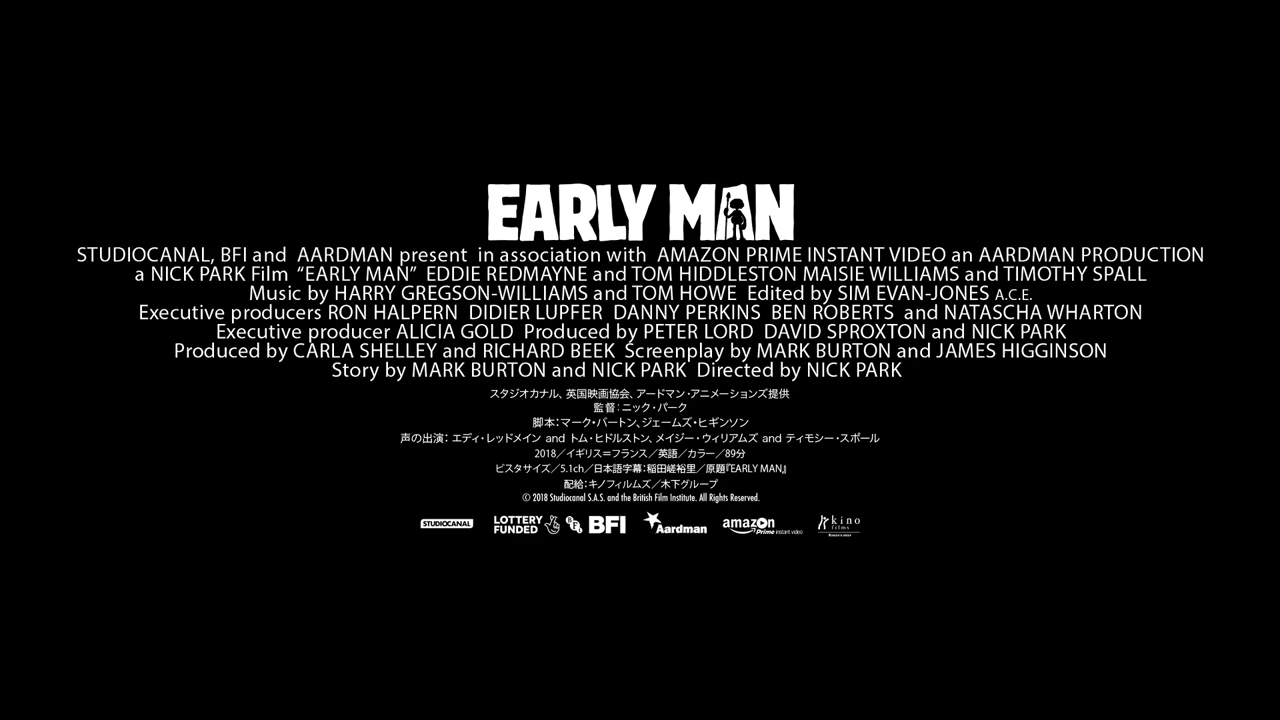 EARLY MAN
STUDIOCANAL, BFI and AARDMAN present in association with AMAZON PRIME INSTANT VIDEO an AARDMAN PRODUCTION
a NICK PARK Film “EARLY MAN” EDDIE REDMAYNE and TOM HIDDLESTON MAISIE WILLIAMS and TIMOTHY SPALL
Music by HARRY GREGSON-WILLIAMS and TOM HOWE Edited by SIM EVAN-JONES A.C.E.
Executive producers RON HALPERN DIDIER LUPFER DANNY PERKINS BEN ROBERTS and NATASCHA WHARTON
Executive producer ALICIA GOLD Produced by PETER LORD DAVID SPROXTON and NICK PARK
Produced by CARLA SHELLEY and RICHARD BEEK Screenplay by MARK BURTON and JAMES HIGGINSON
Story by MARK BURTON and NICK PARK Directed by NICK PARK
スタジオカナル、英国映画協会、アードマン・アニメーションズ提供
監督：ニック・パーク
脚本：マーク・バートン、ジェームズ・ヒギンソン
声の出演： エディ・レッドメイン and トム・ヒドルストン、メイジー・ウィリアムズ and ティモシー・スポール
2018／イギリス＝フランス／英語／カラー／89分
ビスタサイズ／5.1ch／日本語字幕：稲田嵯裕里／原題『EARLY MAN』
配給：キノフィルムズ／木下グループ
© 2018 Studiocanal S.A.S. and the British Film Institute. All Rights Reserved.
STUDIOCANAL LOTTERY FUNDED BFI Aardman amazon Prime instant video kino films